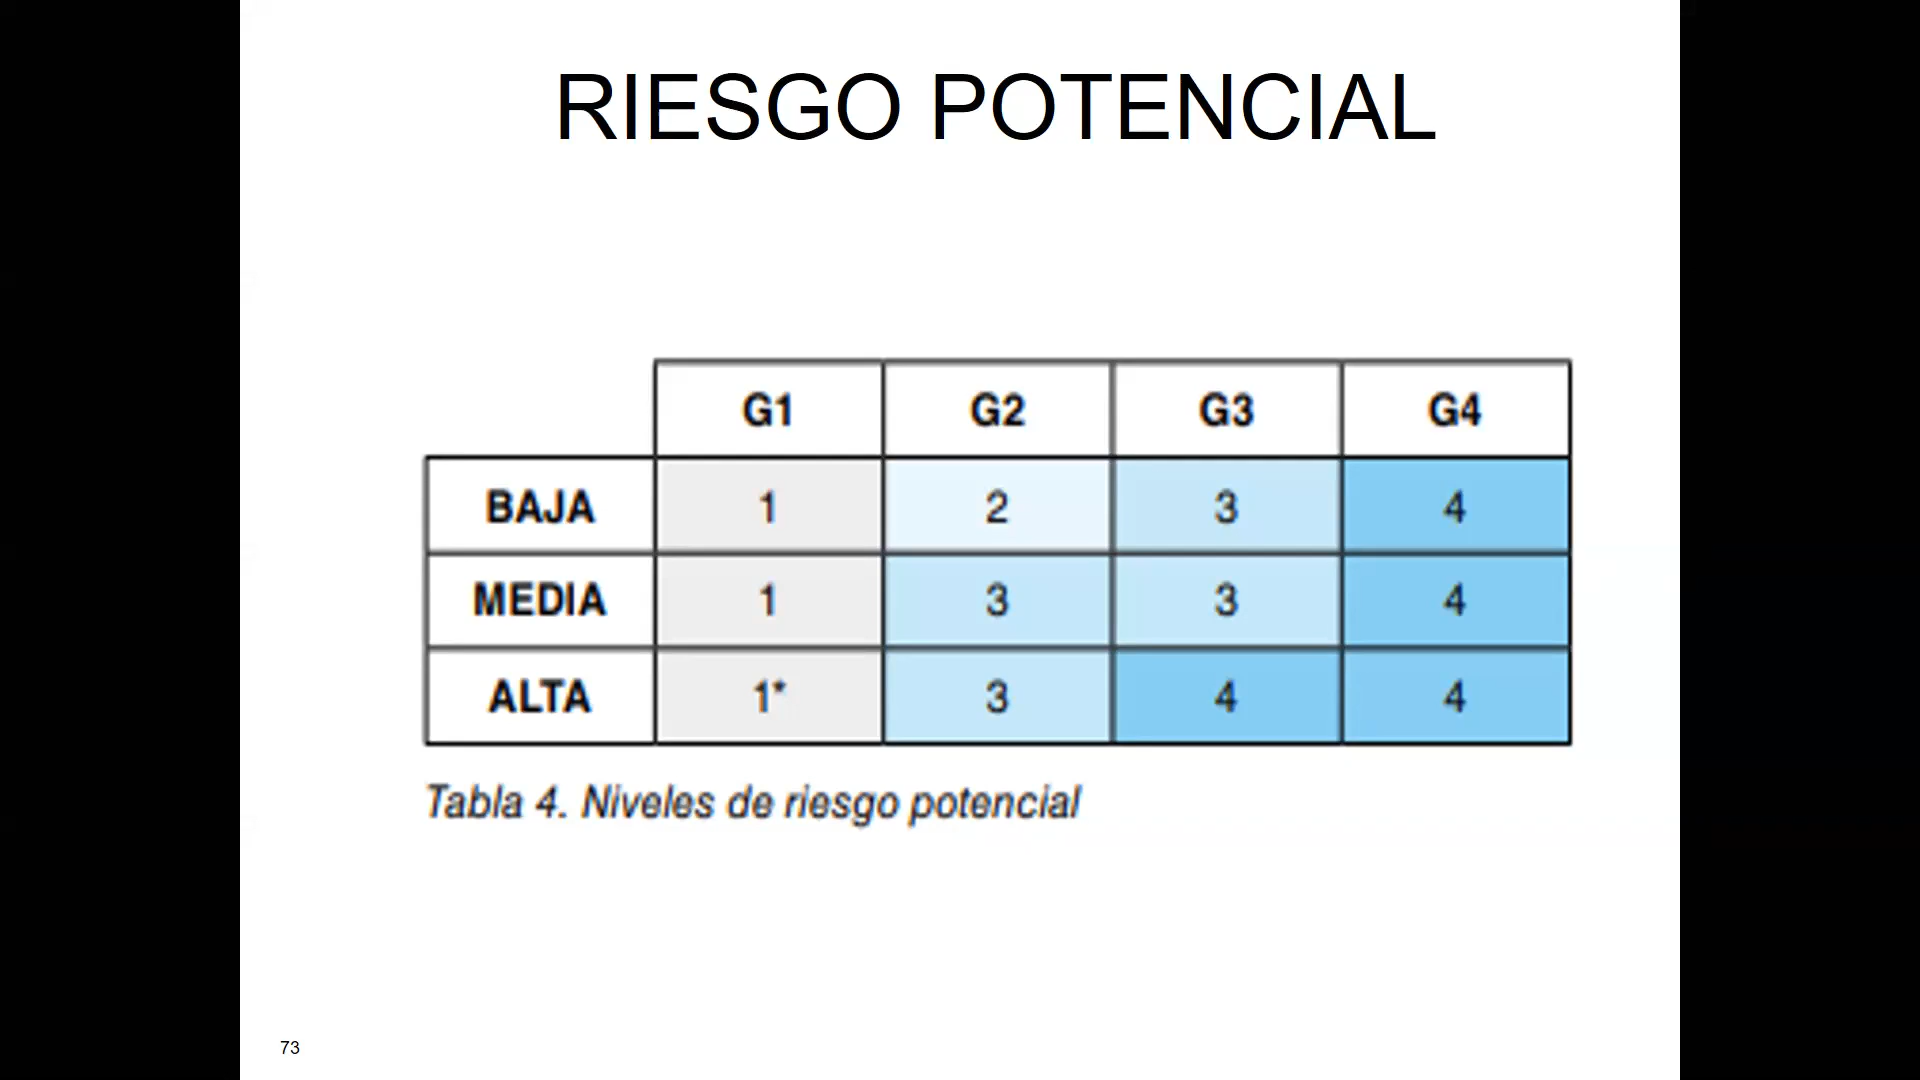 RIESGO POTENCIAL
G1 G2 G3 G4
BAJA 1 2 3 4
MEDIA 1 3 3 4
ALTA 1* 3 4 4
Tabla 4. Niveles de riesgo potencial
73